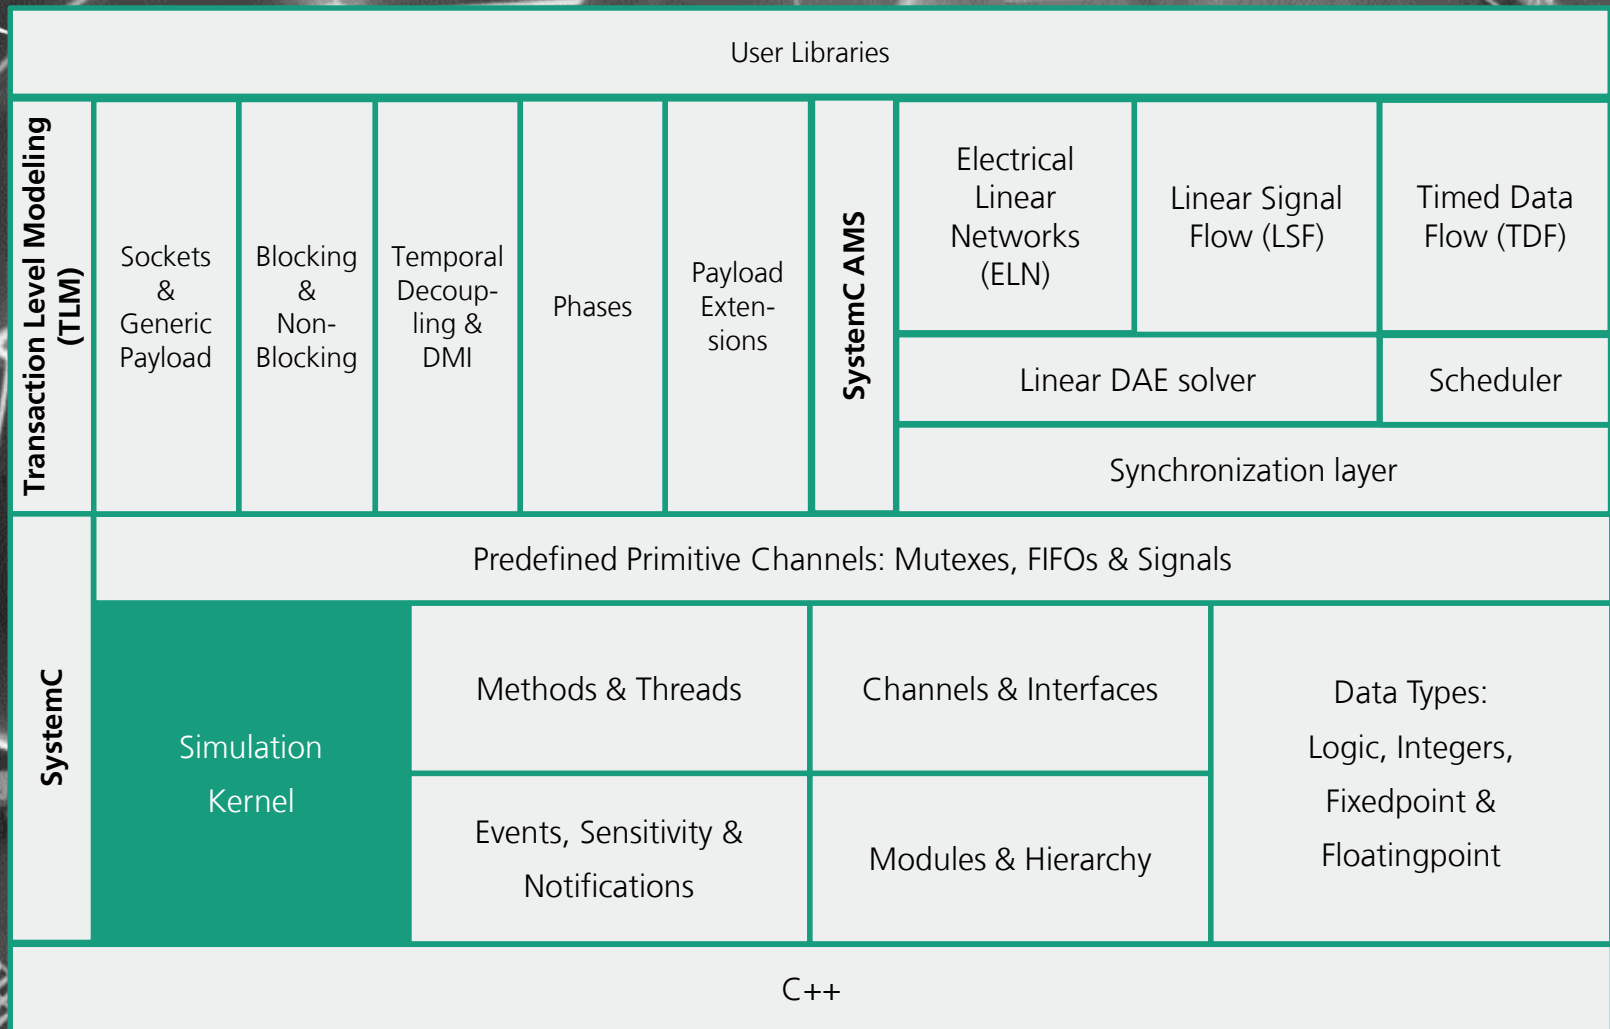 User Libraries
Transaction Level Modeling
(TLM)
Sockets
&
Generic
Payload
Blocking
&
Non-
Blocking
Temporal
Decoup-
ling &
DMI
Phases
Payload
Exten-
sions
SystemC AMS
Electrical
Linear
Networks
(ELN)
Linear Signal
Flow (LSF)
Timed Data
Flow (TDF)
Linear DAE solver
Scheduler
Synchronization layer
SystemC
Predefined Primitive Channels: Mutexes, FIFOs & Signals
Simulation
Kernel
Methods & Threads
Channels & Interfaces
Data Types:
Logic, Integers,
Fixedpoint &
Floatingpoint
Events, Sensitivity &
Notifications
Modules & Hierarchy
C++